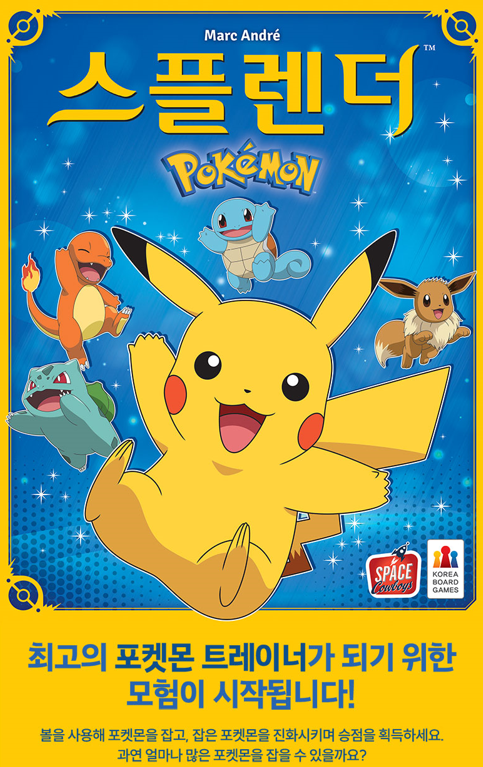 Marc André
스플렌더™
POKéMON
SPACE
Cowboys
KOREA
BOARD
GAMES
최고의 포켓몬 트레이너가 되기 위한
모험이 시작됩니다!
볼을 사용해 포켓몬을 잡고, 잡은 포켓몬을 진화시키며 승점을 획득하세요.
과연 얼마나 많은 포켓몬을 잡을 수 있을까요?